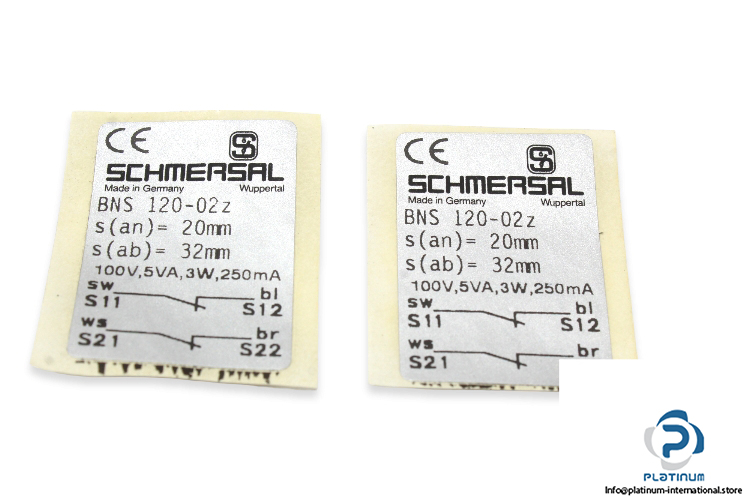 CE S
SCHMERSAL
Made in Germany Wuppertal
BNS 120-02z
s(an)= 20mm
s(ab)= 32mm
100V,5VA,3W,250mA
sw bl
S11 S12
ws br
S21 S22
CE S
SCHMERSAL
Made in Germany Wuppertal
BNS 120-02z
s(an)= 20mm
s(ab)= 32mm
100V,5VA,3W,250mA
sw bl
S11 S12
ws br
S21
PLATINUM
Info@platinum-international.store